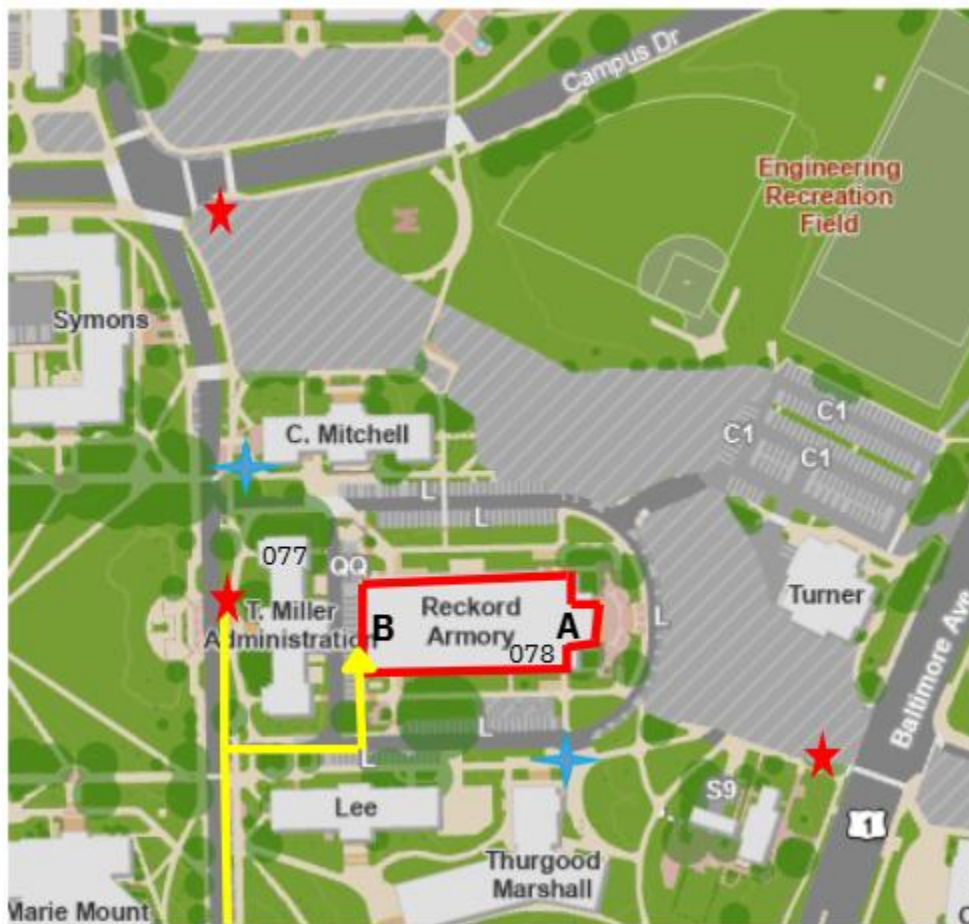 Campus Dr
Engineering
Recreation
Field
Symons
C1
C1
C1
C. Mitchell
L
L
077
QQ
T. Miller
Administration
B
Reckord
Armory
A
078
L
Turner
Baltimore Ave
L
L
Lee
S9
1
Thurgood
Marshall
Marie Mount